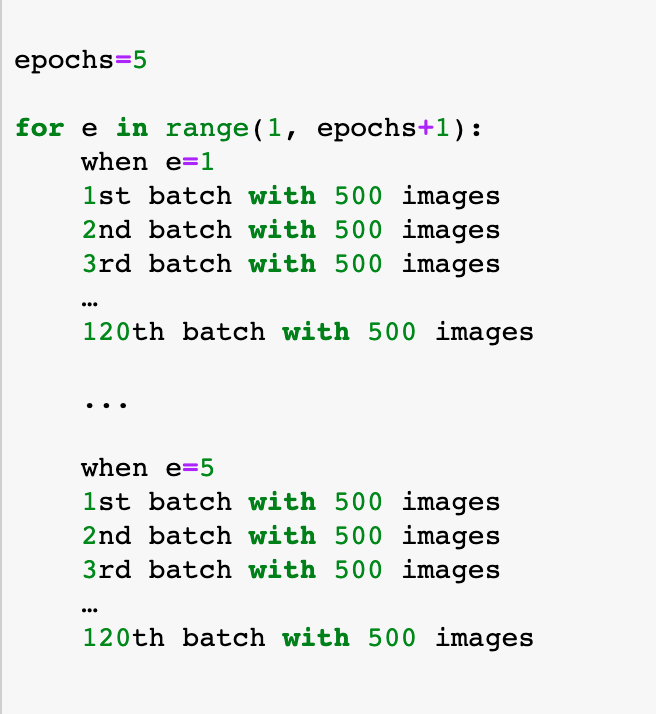 epochs=5
for e in range(1, epochs+1):
when e=1
1st batch with 500 images
2nd batch with 500 images
3rd batch with 500 images
…
120th batch with 500 images
...
when e=5
1st batch with 500 images
2nd batch with 500 images
3rd batch with 500 images
…
120th batch with 500 images